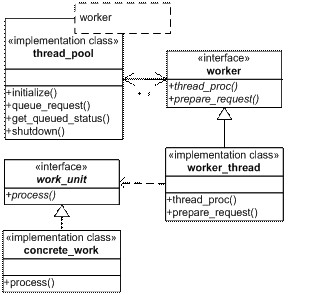 worker
«implementation class»
thread_pool
+initialize()
+queue_request()
+get_queued_status()
+shutdown()
«interface»
worker
+thread_proc()
+prepare_request()
«interface»
work_unit
+process()
«implementation class»
worker_thread
+thread_proc()
+prepare_request()
«implementation class»
concrete_work
+process()